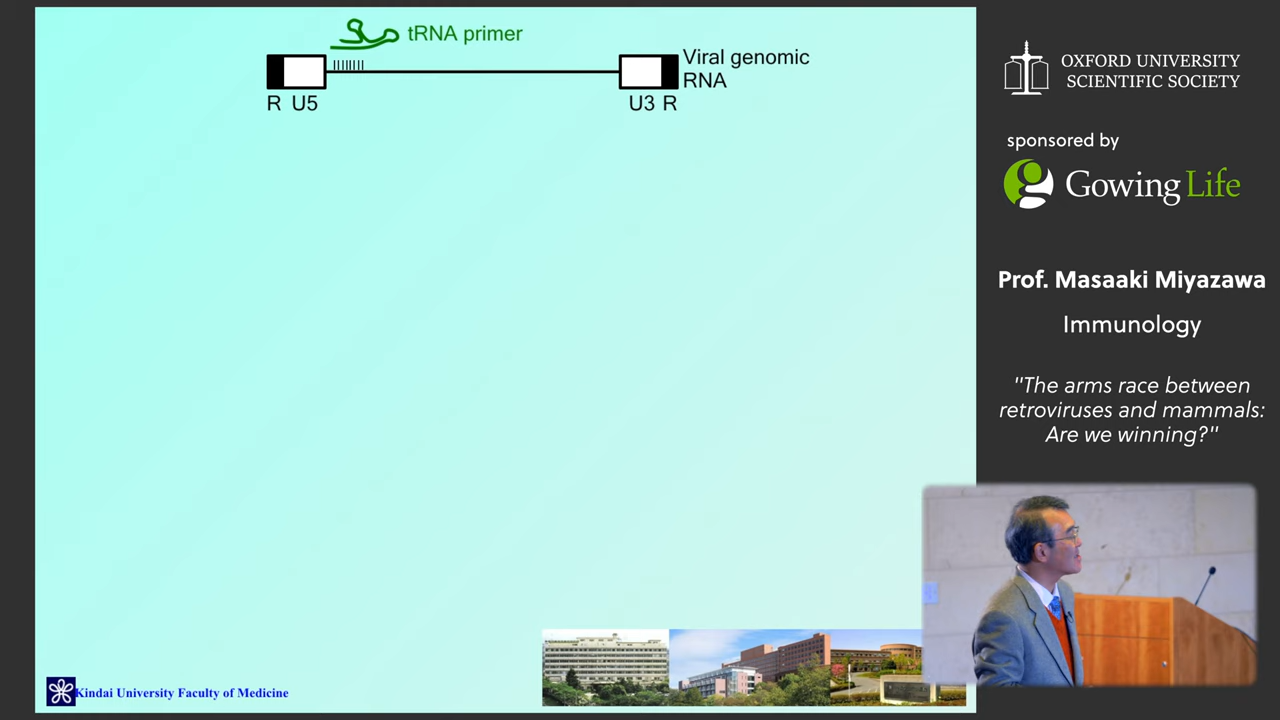 tRNA primer
Viral genomic
RNA
R U5
U3 R
OXFORD UNIVERSITY
SCIENTIFIC SOCIETY
sponsored by
Gowing Life
Prof. Masaaki Miyazawa
Immunology
"The arms race between
retroviruses and mammals:
Are we winning?"
Kindai University Faculty of Medicine